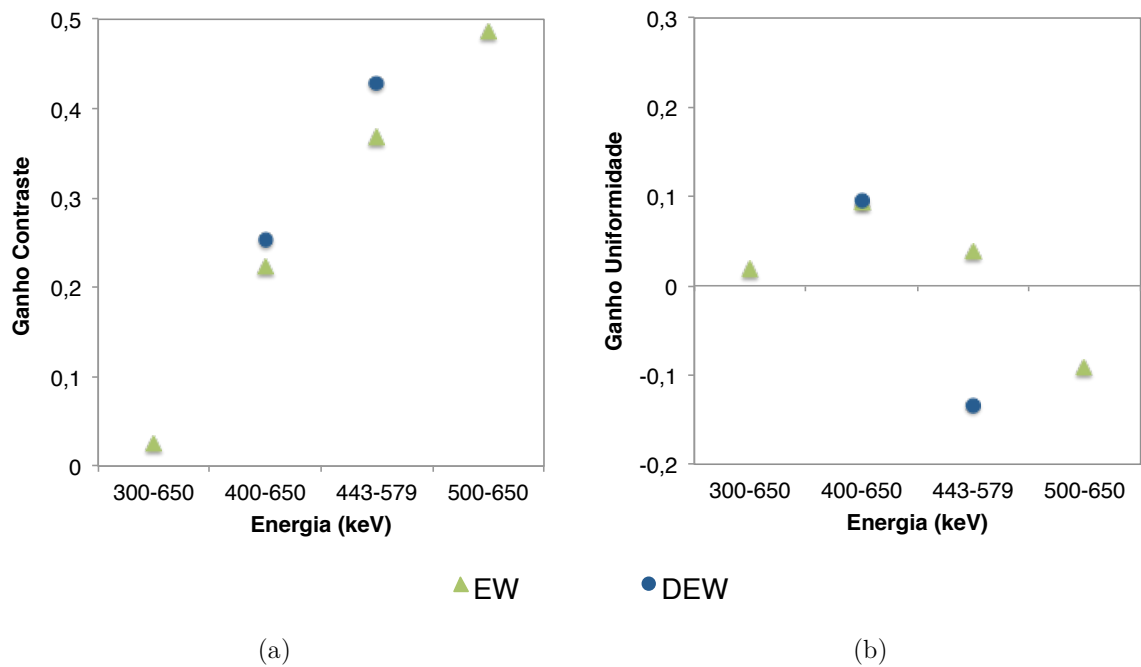 0,5
0,4
0,3
0,2
0,1
0
Ganho Contraste
300-650 400-650 443-579 500-650
Energia (keV)
0,3
0,2
0,1
0
-0,1
-0,2
Ganho Uniformidade
300-650 400-650 443-579 500-650
Energia (keV)
EW DEW
(a) (b)